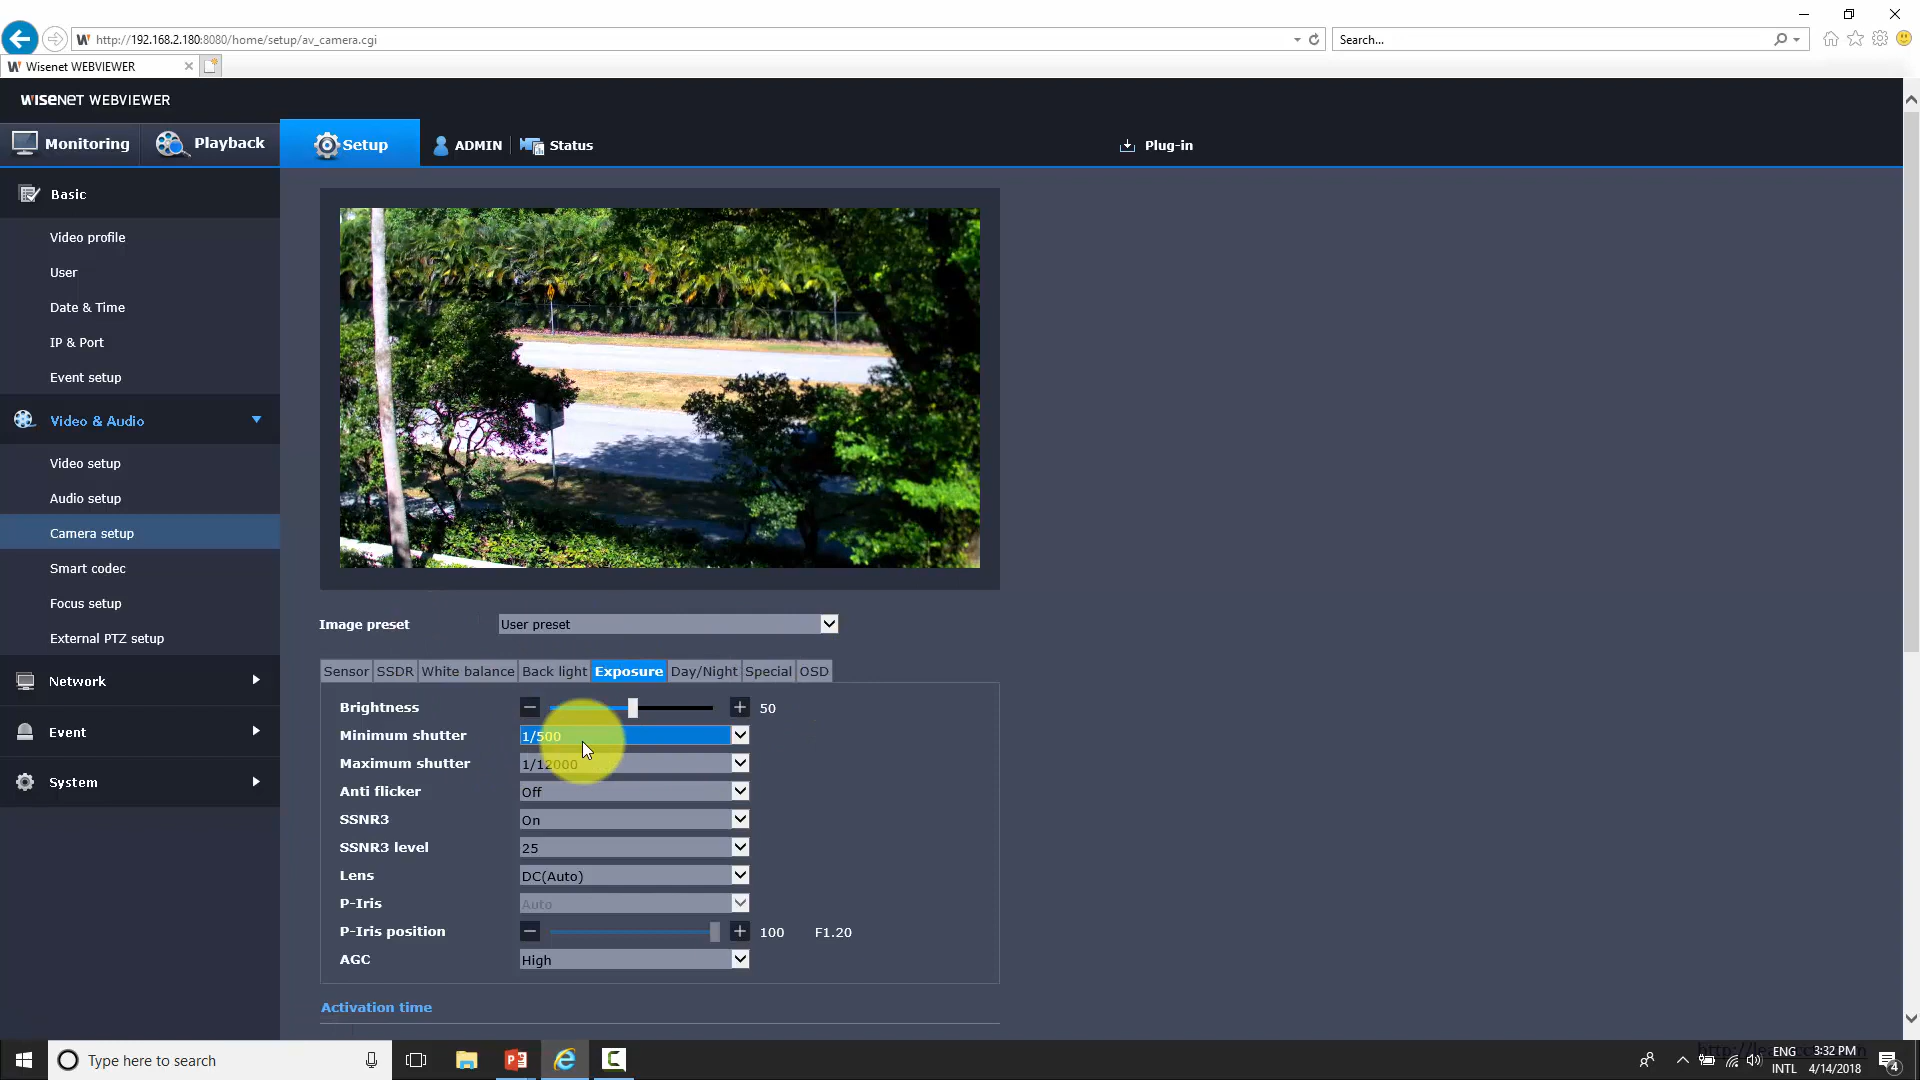 http://192.168.2.180:8080/home/setup/av_camera.cgi
Search...
Wisenet WEBVIEWER
WISENET WEBVIEWER
Monitoring
Playback
Setup
ADMIN
Status
Plug-in
Basic
Video profile
User
Date & Time
IP & Port
Event setup
Video & Audio
Video setup
Audio setup
Camera setup
Smart codec
Focus setup
External PTZ setup
Network
Event
System
Image preset
User preset
Sensor SSDR White balance Back light Exposure Day/Night Special OSD
Brightness 50
Minimum shutter 1/500
Maximum shutter 1/12000
Anti flicker Off
SSNR3 On
SSNR3 level 25
Lens DC(Auto)
P-Iris Auto
P-Iris position 100 F1.20
AGC High
Activation time
Type here to search
ENG
INTL
3:32 PM
4/14/2018
4